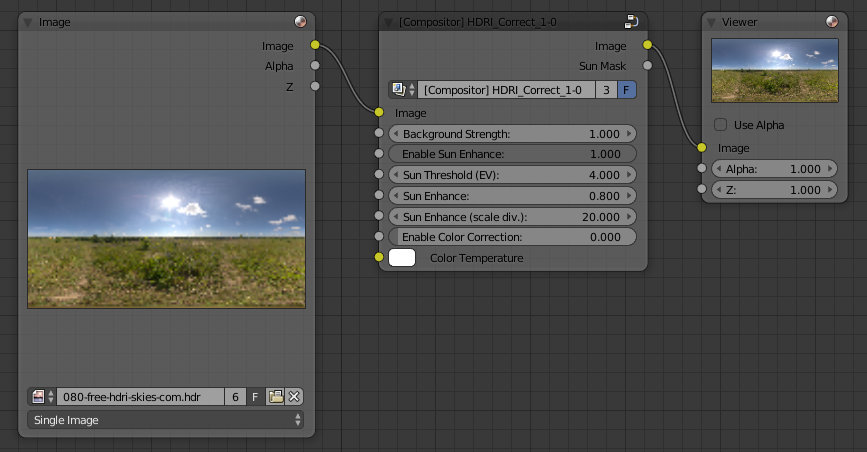 Image
Image
Alpha
Z
080-free-hdri-skies-com.hdr 6 F
Single Image
[Compositor] HDRI_Correct_1-0
Image
Sun Mask
[Compositor] HDRI_Correct_1-0 3 F
Image
Background Strength: 1.000
Enable Sun Enhance: 1.000
Sun Threshold (EV): 4.000
Sun Enhance: 0.800
Sun Enhance (scale div.): 20.000
Enable Color Correction: 0.000
Color Temperature
Viewer
Use Alpha
Image
Alpha: 1.000
Z: 1.000